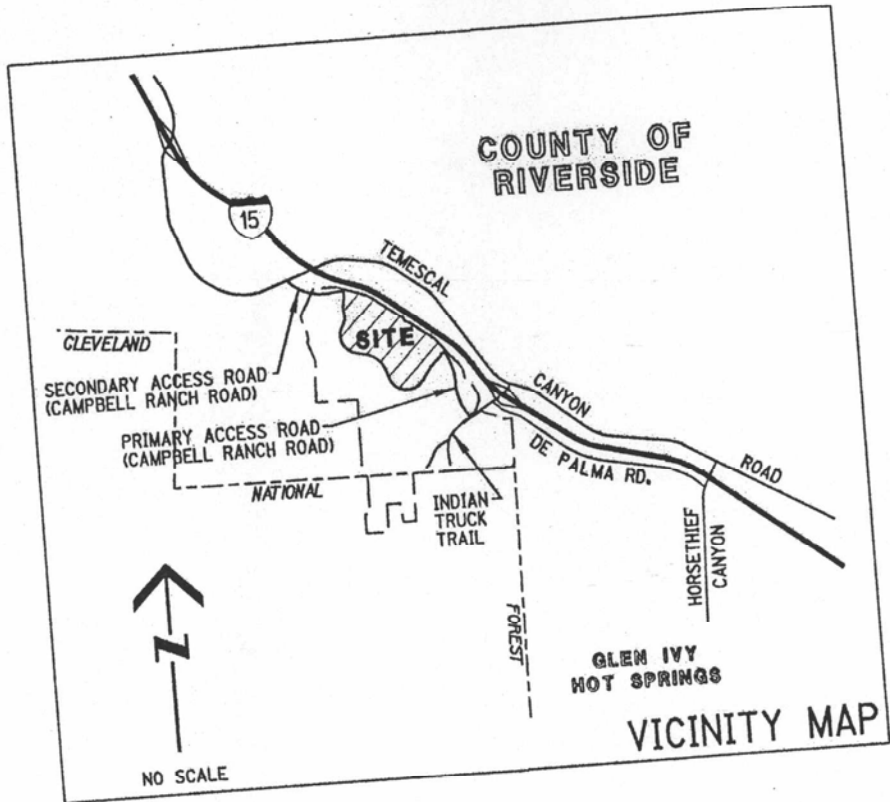 COUNTY OF
RIVERSIDE
15
TEMESCAL
CLEVELAND
SITE
SECONDARY ACCESS ROAD
(CAMPBELL RANCH ROAD)
CANYON
PRIMARY ACCESS ROAD
(CAMPBELL RANCH ROAD)
DE PALMA RD.
ROAD
NATIONAL
INDIAN
TRUCK
TRAIL
HORSETHIEF
CANYON
FOREST
GLEN IVY
HOT SPRINGS
VICINITY MAP
N
NO SCALE